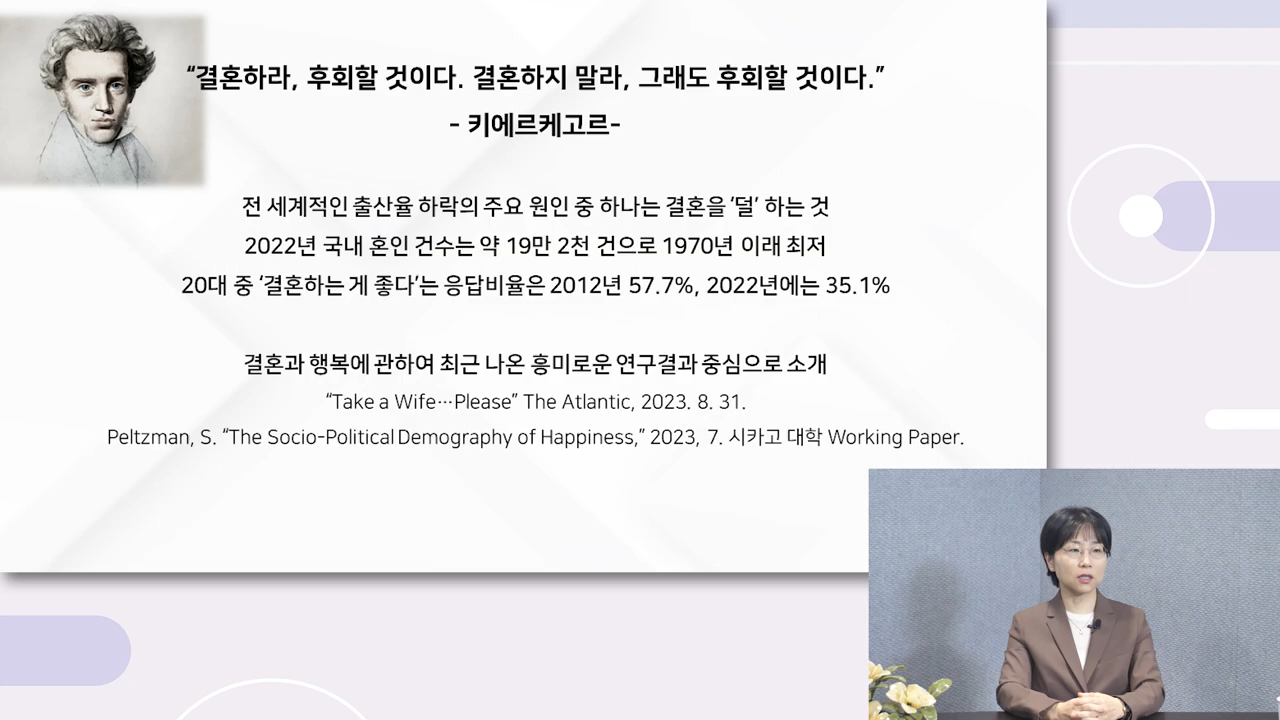 “결혼하라, 후회할 것이다. 결혼하지 말라, 그래도 후회할 것이다.”
- 키에르케고르-
전 세계적인 출산율 하락의 주요 원인 중 하나는 결혼을 ‘덜’ 하는 것
2022년 국내 혼인 건수는 약 19만 2천 건으로 1970년 이래 최저
20대 중 ‘결혼하는 게 좋다’는 응답비율은 2012년 57.7%, 2022년에는 35.1%
결혼과 행복에 관하여 최근 나온 흥미로운 연구결과 중심으로 소개
“Take a Wife…Please” The Atlantic, 2023. 8. 31.
Peltzman, S. “The Socio-Political Demography of Happiness,” 2023, 7. 시카고 대학 Working Paper.